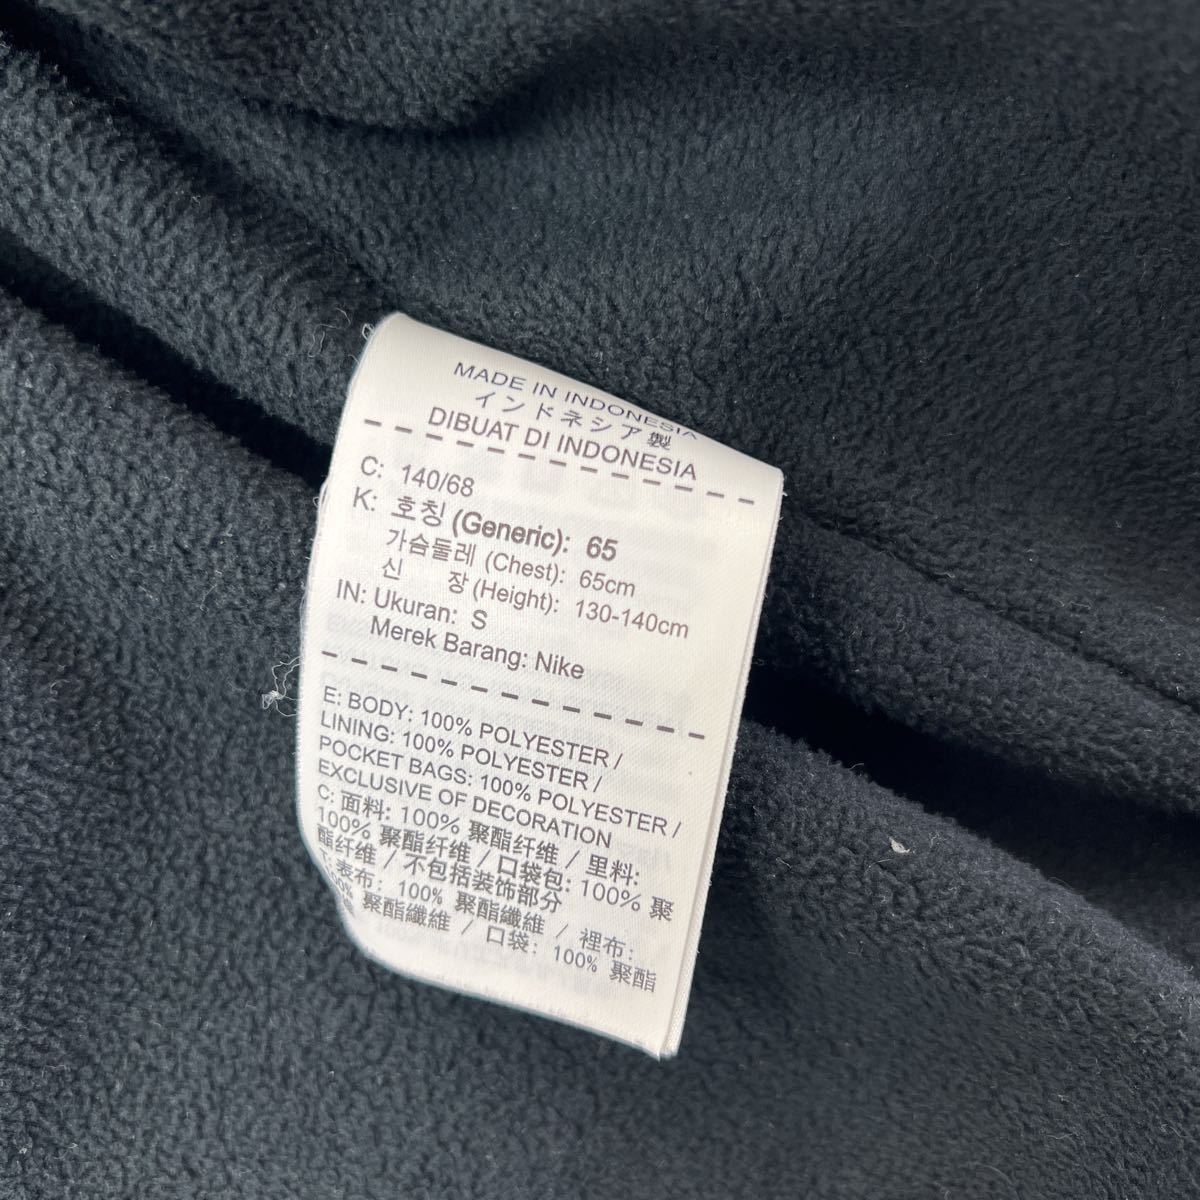 MADE IN INDONESIA
インドネシア製
DIBUAT DI INDONESIA
C: 140/68
K: 호칭 (Generic): 65
가슴둘레 (Chest): 65cm
신 장 (Height): 130-140cm
IN: Ukuran: S
Merek Barang: Nike
E: BODY: 100% POLYESTER /
LINING: 100% POLYESTER /
POCKET BAGS: 100% POLYESTER /
EXCLUSIVE OF DECORATION
C: 面料: 100% 聚酯纤维 / 里料:
100% 聚酯纤维 / 口袋包: 100% 聚
酯纤维 / 不包括装饰部分
T: 表布: 100% 聚酯纖維 / 裡布:
100% 聚酯纖維 / 口袋: 100% 聚酯